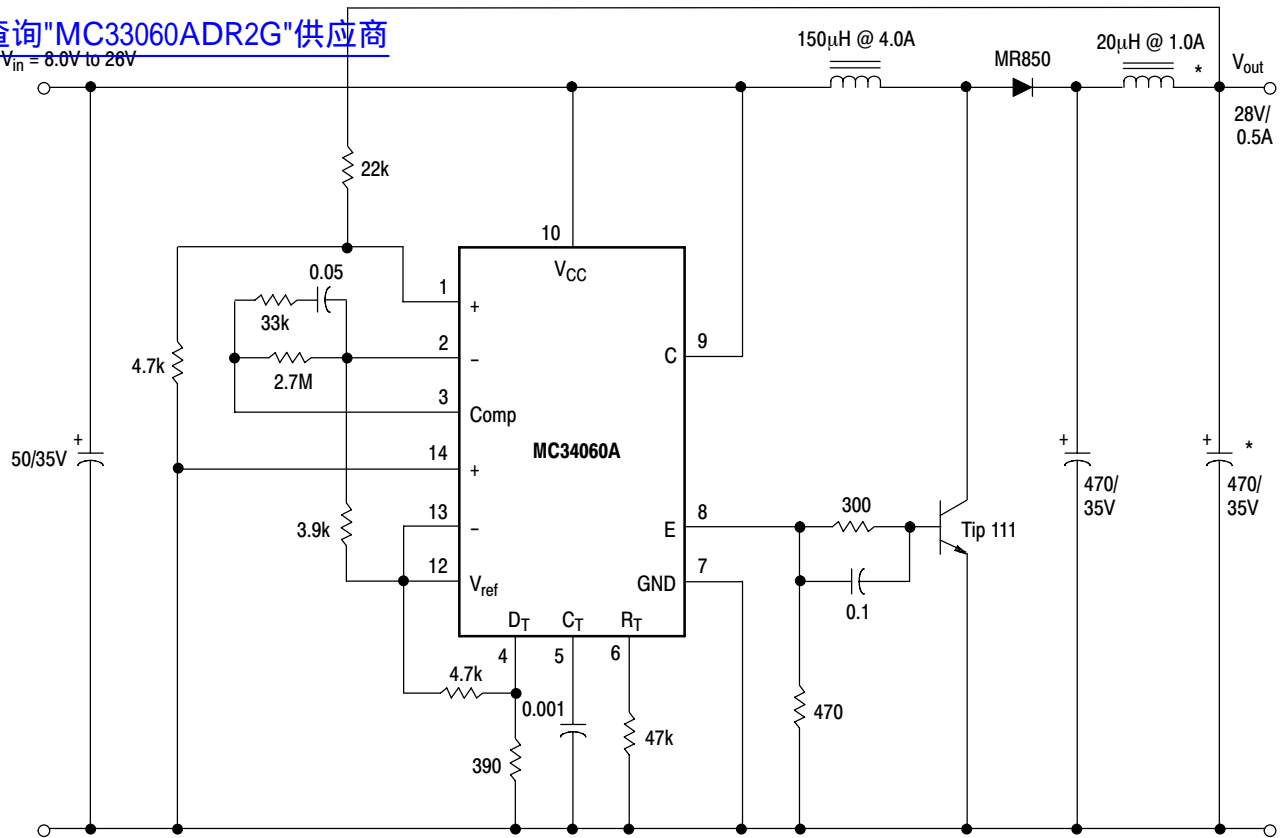 查询"MC33060ADR2G"供应商
Vin = 8.0V to 26V
150μH @ 4.0A
MR850
20μH @ 1.0A
*
Vout
28V/
0.5A
22k
10
VCC
0.05
33k
1
+
2
−
2.7M
3
Comp
4.7k
C
9
MC34060A
14
+
50/35V
+
13
−
3.9k
12
Vref
E
8
300
Tip 111
GND
7
0.1
+
470/
35V
+
*
470/
35V
DT
CT
RT
4
5
6
4.7k
0.001
390
47k
470